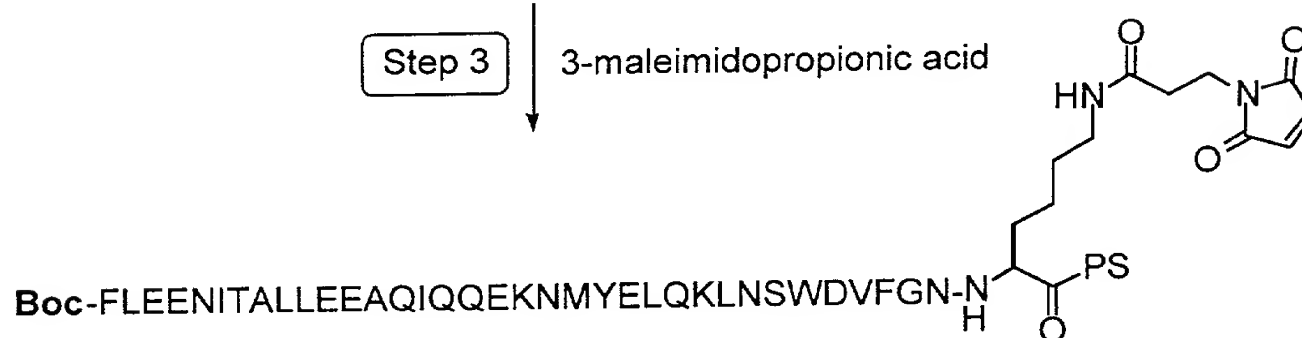 Step 3
3-maleimidopropionic acid
O
O
HN
N
O
PS
Boc-FLEENITALLEEAQIQQEKNMYELQKLNSWDVFGN-N
H
O